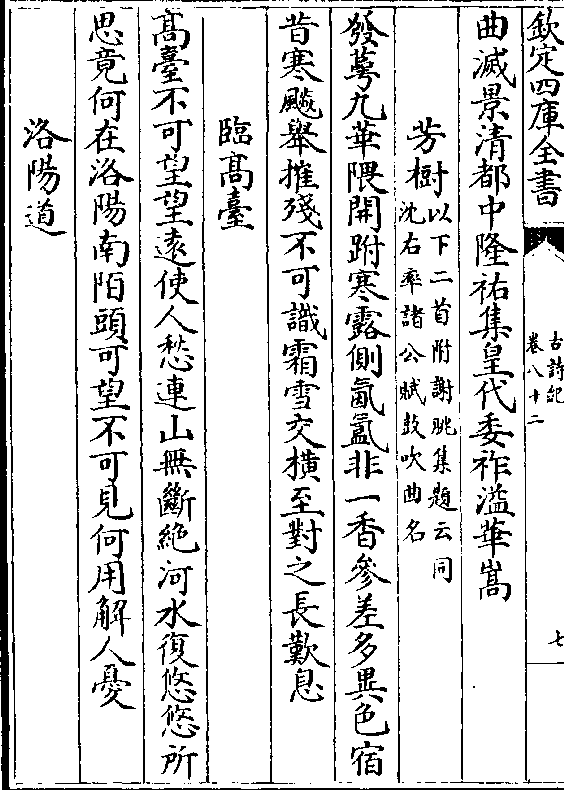 欽定四庫全書
古詩紀
卷八十二
七
曲滅景清都中隆祐集皇代委祚溢華嵩
芳樹
以下二首附謝朓集題云同
沈右率諸公賦鼓吹曲名
發蕚九華隈開跗寒露側氤氳非一香參差多異色宿
昔寒飈舉摧殘不可識霜雪交横至對之長歎息
臨髙臺
髙臺不可望望遠使人愁連山無斷絶河水復悠悠所
思竟何在洛陽南陌頭可望不可見何用解人憂
洛陽道